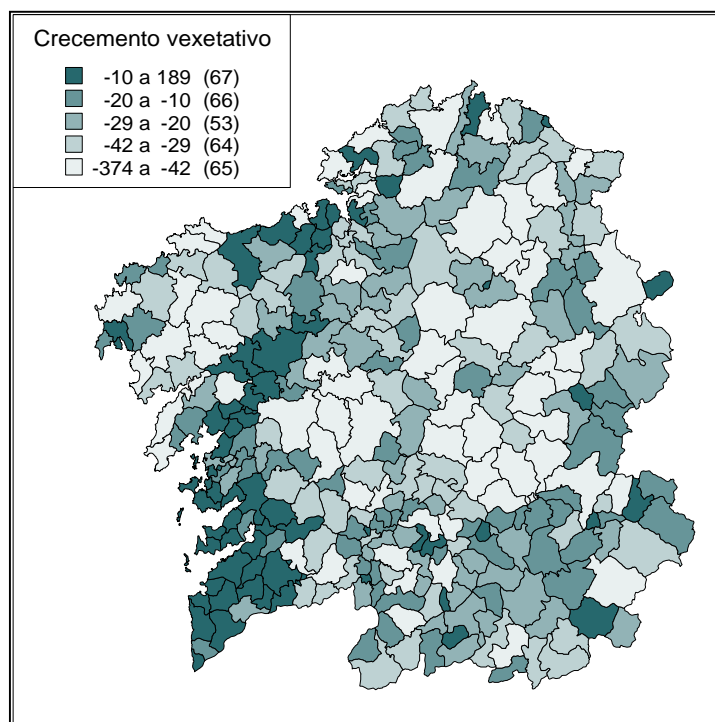 Crecemento vexetativo
-10 a 189 (67)
-20 a -10 (66)
-29 a -20 (53)
-42 a -29 (64)
-374 a -42 (65)